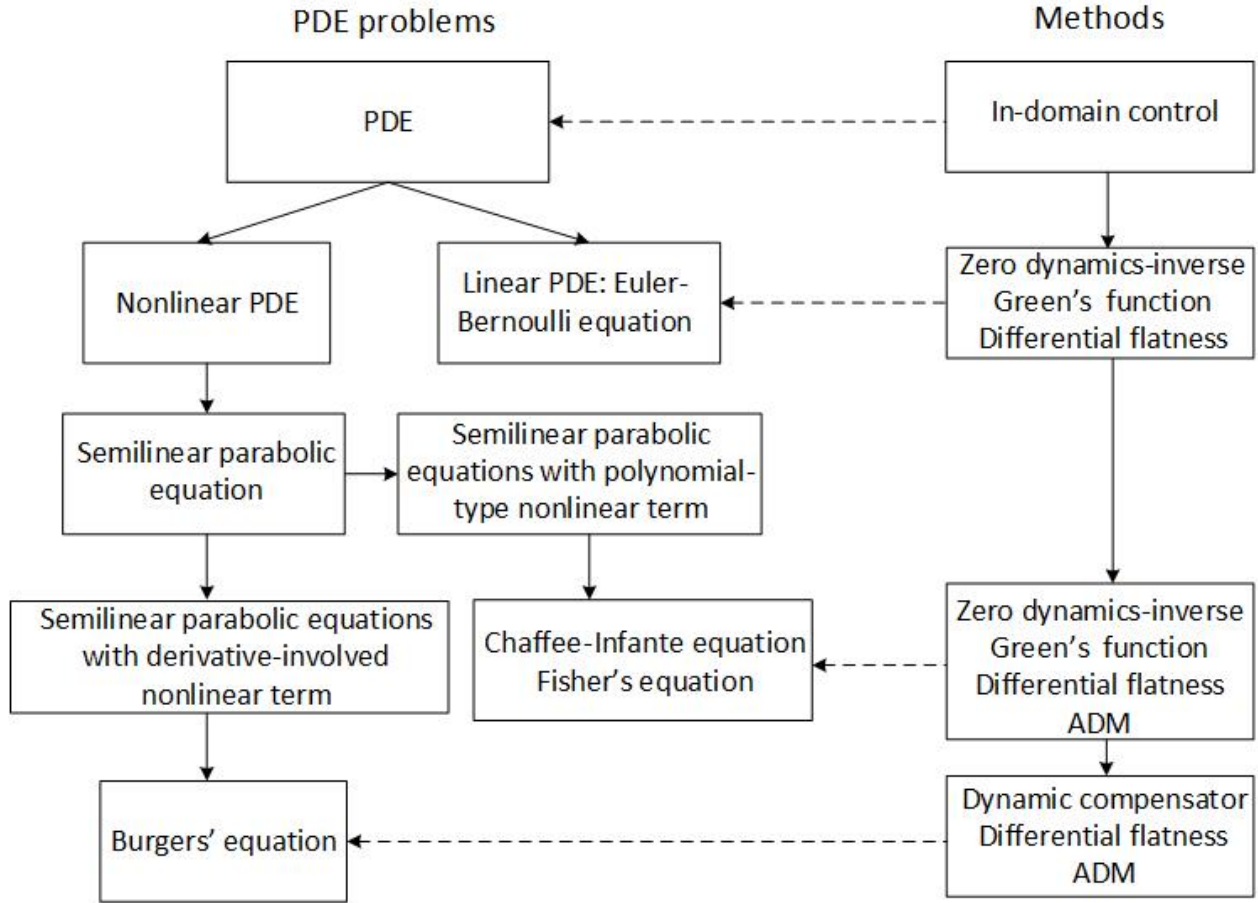 PDE problems
Methods
PDE
In-domain control
Nonlinear PDE
Linear PDE: Euler-
Bernoulli equation
Zero dynamics-inverse
Green's function
Differential flatness
Semilinear parabolic
equation
Semilinear parabolic
equations with polynomial-
type nonlinear term
Semilinear parabolic equations
with derivative-involved
nonlinear term
Chaffee-Infante equation
Fisher's equation
Zero dynamics-inverse
Green's function
Differential flatness
ADM
Burgers' equation
Dynamic compensator
Differential flatness
ADM